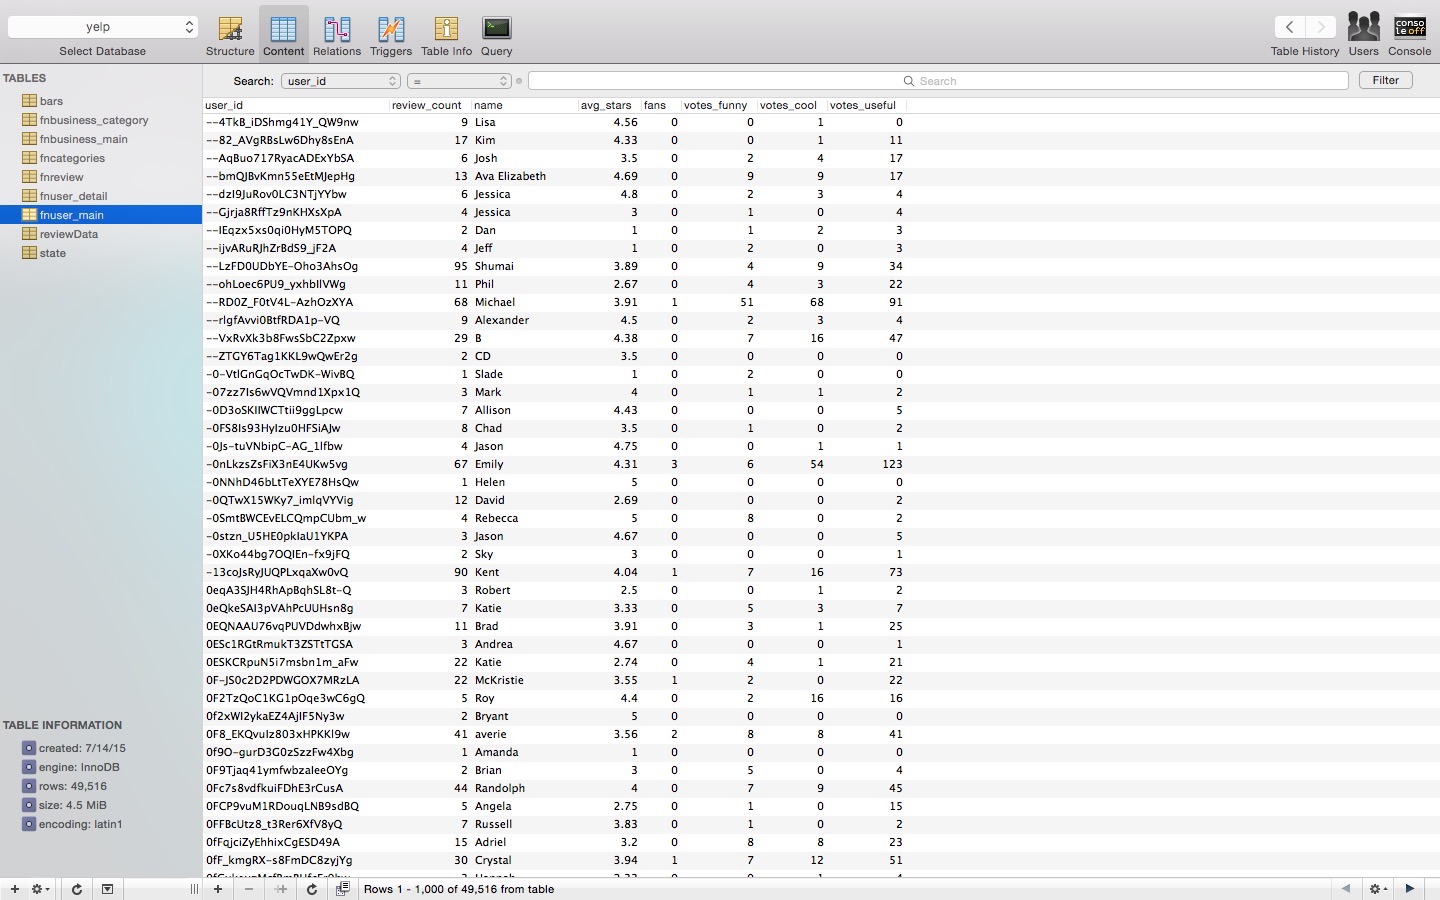 yelp
Select Database
Structure
Content
Relations
Triggers
Table Info
Query
Table History
Users
conso
le off
Console
TABLES
bars
fnbusiness_category
fnbusiness_main
fncategories
fnreview
fnuser_detail
fnuser_main
reviewData
state
TABLE INFORMATION
created: 7/14/15
engine: InnoDB
rows: 49,516
size: 4.5 MiB
encoding: latin1
Search: user_id = Search Filter
user_id review_count name avg_stars fans votes_funny votes_cool votes_useful
--4TkB_iDShmg41Y_QW9nw 9 Lisa 4.56 0 0 1 0
--82_AVgRBsLw6Dhy8sEnA 17 Kim 4.33 0 0 1 11
--AqBuo717RyacADExYbSA 6 Josh 3.5 0 2 4 17
--bmQJBvKmn55eEtMJepHg 13 Ava Elizabeth 4.69 0 9 9 17
--dzI9JuRov0LC3NTjYYbw 6 Jessica 4.8 0 2 3 4
--Gjrja8RffTz9nKHXsXpA 4 Jessica 3 0 1 0 4
--IEqzx5xs0qi0HyM5TOPQ 2 Dan 1 0 1 2 3
--ijvARuRJhZrBdS9_jF2A 4 Jeff 1 0 2 0 3
--LzFD0UDbYE-Oho3AhsOg 95 Shumai 3.89 0 4 9 34
--ohLoec6PU9_yxhbIlVWg 11 Phil 2.67 0 4 3 22
--RD0Z_F0tV4L-AzhOzXYA 68 Michael 3.91 1 51 68 91
--rlgfAvvi0BtfRDA1p-VQ 9 Alexander 4.5 0 2 3 4
--VxRvXk3b8FwsSbC2Zpxw 29 B 4.38 0 7 16 47
--ZTGY6Tag1KKL9wQwEr2g 2 CD 3.5 0 0 0 0
-0-VtIGnGqOcTwDK-WivBQ 1 Slade 1 0 2 0 0
-07zz7Is6wVQVmnd1Xpx1Q 3 Mark 4 0 1 1 2
-0D3oSKIIWCTtii9ggLpcw 7 Allison 4.43 0 0 0 5
-0FS8Is93HyIzu0HFSiAJw 8 Chad 3.5 0 1 0 2
-0Js-tuVNbipC-AG_1lfbw 4 Jason 4.75 0 0 1 1
-0nLkzsZsFiX3nE4UKw5vg 67 Emily 4.31 3 6 54 123
-0NNhD46bLtTeXYE78HsQw 1 Helen 5 0 0 0 0
-0QTwX15WKy7_imlqVYVig 12 David 2.69 0 0 0 2
-0SmtBWCEvELCQmpCUbm_w 4 Rebecca 5 0 8 0 2
-0stzn_U5HE0pkIaU1YKPA 3 Jason 4.67 0 0 0 5
-0XKo44bg7OQIEn-fx9jFQ 2 Sky 3 0 0 0 1
-13coJsRyJUQPLxqaXw0vQ 90 Kent 4.04 1 7 16 73
0eqA3SJH4RhApBqhSL8t-Q 3 Robert 2.5 0 0 1 2
0eQkeSAI3pVAhPcUUHsn8g 7 Katie 3.33 0 5 3 7
0EQNAAU76vqPUVDdwhxBjw 11 Brad 3.91 0 3 1 25
0ESc1RGtRmukT3ZSTtTGSA 3 Andrea 4.67 0 0 0 1
0ESKCRpuN5i7msbn1m_aFw 22 Katie 2.74 0 4 1 21
0F-JS0c2D2PDWGOX7MRzLA 22 McKristie 3.55 1 2 0 22
0F2TzQoC1KG1pOqe3wC6gQ 5 Roy 4.4 0 2 16 16
0f2xWI2ykaEZ4AjIF5Ny3w 2 Bryant 5 0 0 0 0
0F8_EKQvuIz803xHPKKl9w 41 averie 3.56 2 8 8 41
0f9O-gurD3G0zSzzFw4Xbg 1 Amanda 1 0 0 0 0
0F9Tjaq41ymfwbzaIeeOYg 2 Brian 3 0 5 0 4
0Fc7s8vdfkuiFDhE3rCusA 44 Randolph 4 0 7 9 45
0FCP9vuM1RDouqLNB9sdBQ 5 Angela 2.75 0 1 0 15
0FFBcUtz8_t3Rer6XfV8yQ 7 Russell 3.83 0 1 0 2
0fFqjciZyEhhixCgESD49A 15 Adriel 3.2 0 8 8 23
0fF_kmgRX-s8FmDC8zyjYg 30 Crystal 3.94 1 7 12 51
Rows 1 - 1,000 of 49,516 from table